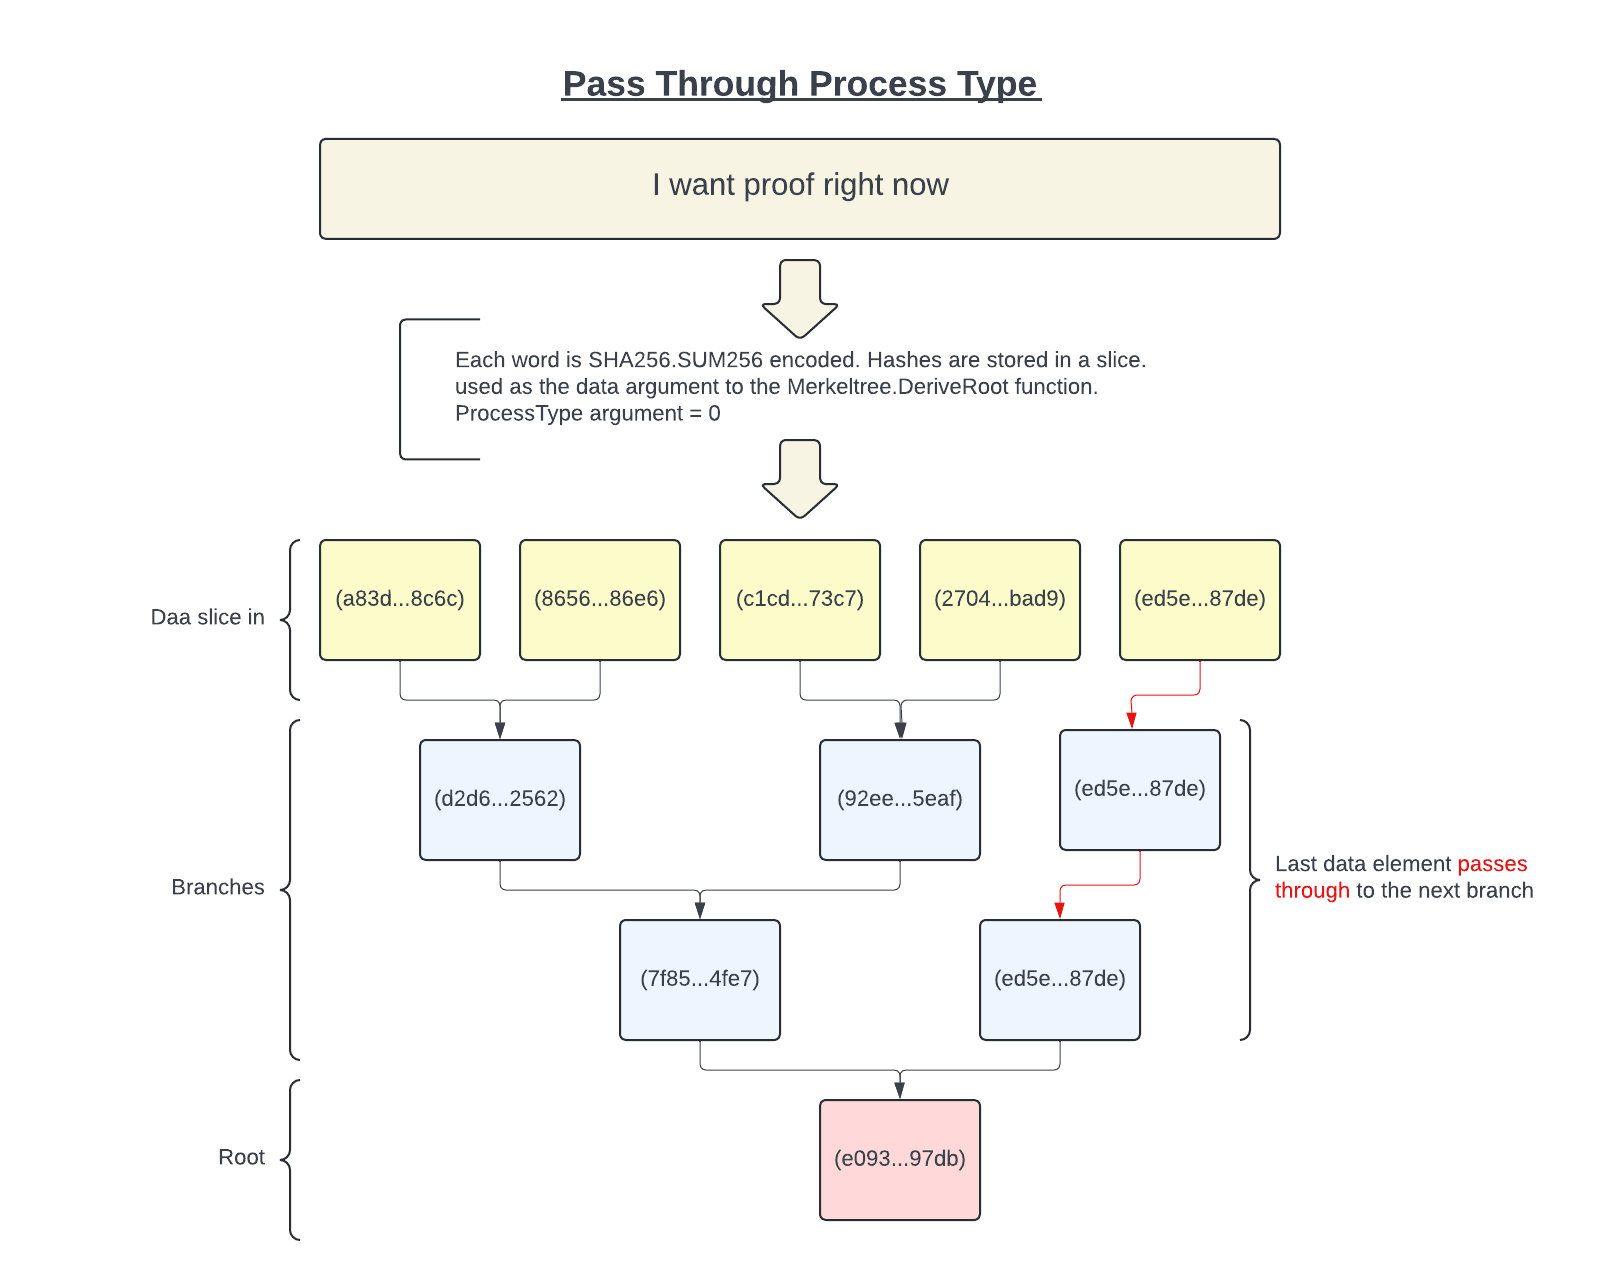 Pass Through Process Type
I want proof right now
Each word is SHA256.SUM256 encoded. Hashes are stored in a slice.
used as the data argument to the Merkeltree.DeriveRoot function.
ProcessType argument = 0
Daa slice in
(a83d...8c6c)
(8656...86e6)
(c1cd...73c7)
(2704...bad9)
(ed5e...87de)
Branches
(d2d6...2562)
(92ee...5eaf)
(ed5e...87de)
Last data element passes
through to the next branch
(7f85...4fe7)
(ed5e...87de)
Root
(e093...97db)